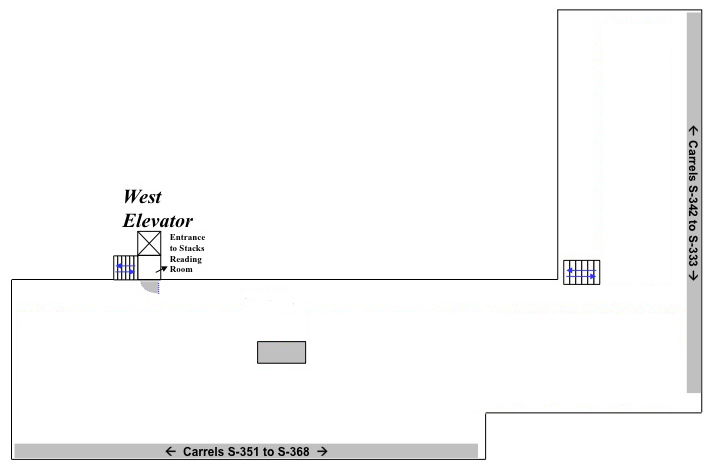 West
Elevator
Entrance
to Stacks
Reading
Room
← Carrels S-342 to S-333 →
← Carrels S-351 to S-368 →